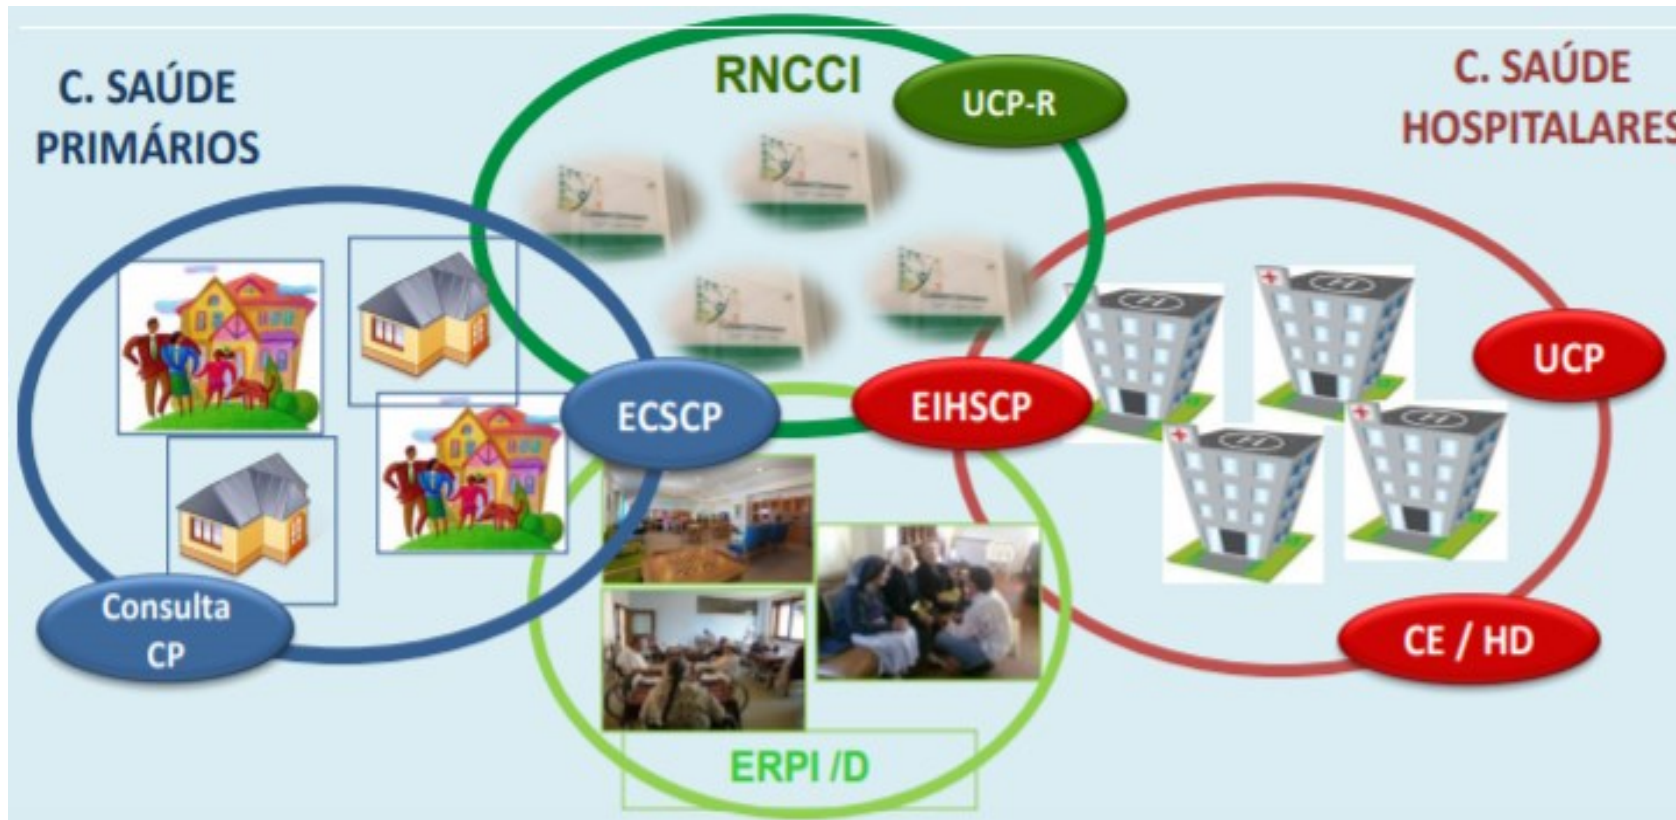 C. SAÚDE
PRIMÁRIOS
RNCCI
UCP-R
C. SAÚDE
HOSPITALARES
UCP
ECSCP
EIHSCP
Consulta
CP
CE / HD
ERPI /D